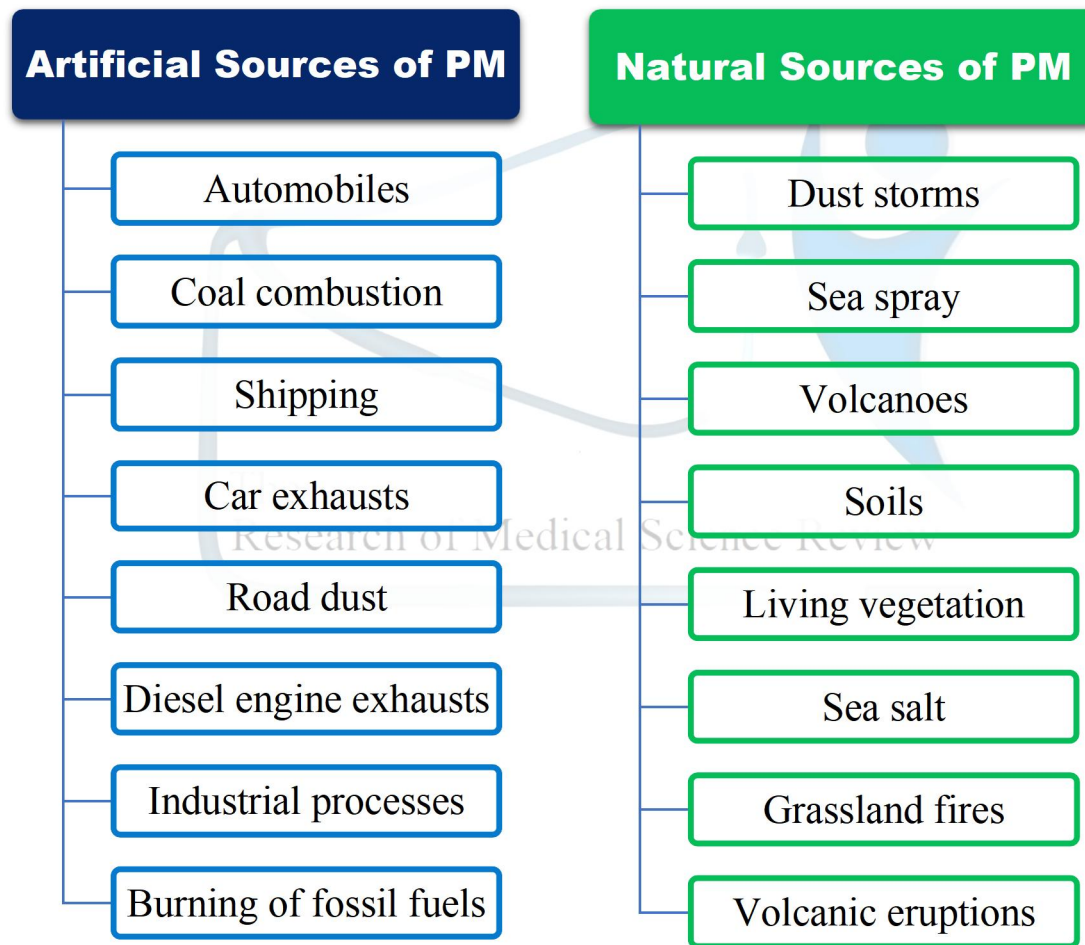 Artificial Sources of PM
Automobiles
Coal combustion
Shipping
Car exhausts
Road dust
Diesel engine exhausts
Industrial processes
Burning of fossil fuels
Natural Sources of PM
Dust storms
Sea spray
Volcanoes
Soils
Living vegetation
Sea salt
Grassland fires
Volcanic eruptions
Research of Medical Science Review